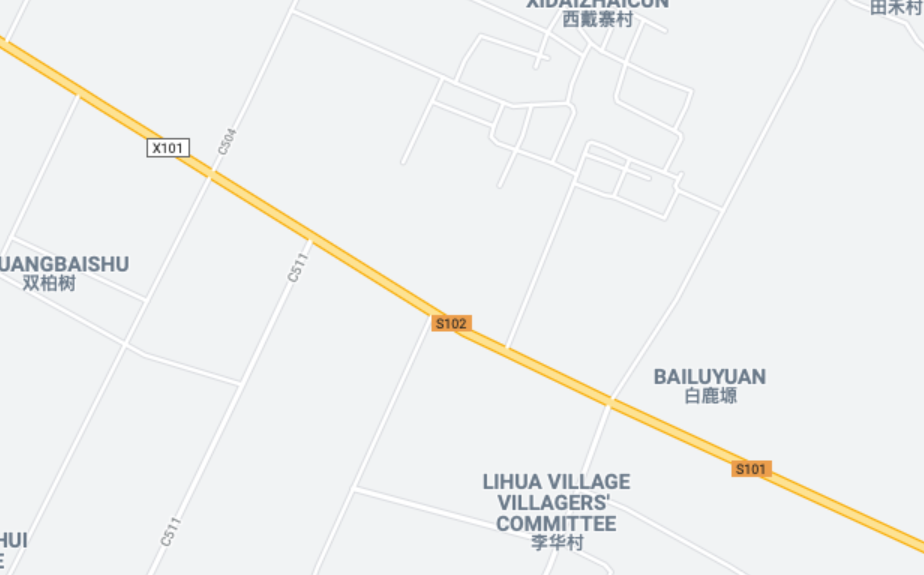 XIDAIZHAICUN
西戴寨村
田禾村
C504
X101
UANGBAISHU
双柏树
C511
S102
BAILUYUAN
白鹿塬
S101
LIHUA VILLAGE
VILLAGERS'
COMMITTEE
李华村
C511
HUI
E